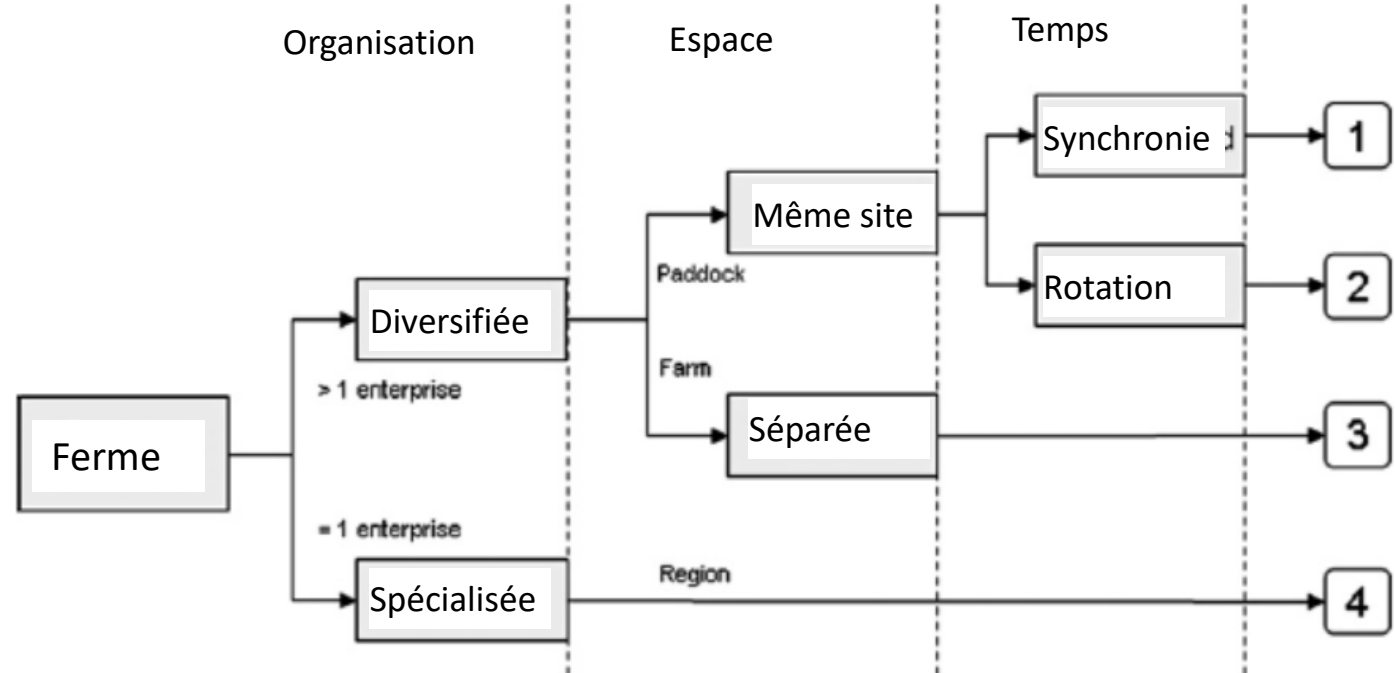 Organisation
Espace
Temps
Synchronie
1
Même site
Paddock
Rotation
2
Diversifiée
> 1 enterprise
Farm
Ferme
Séparée
3
= 1 enterprise
Spécialisée
Region
4